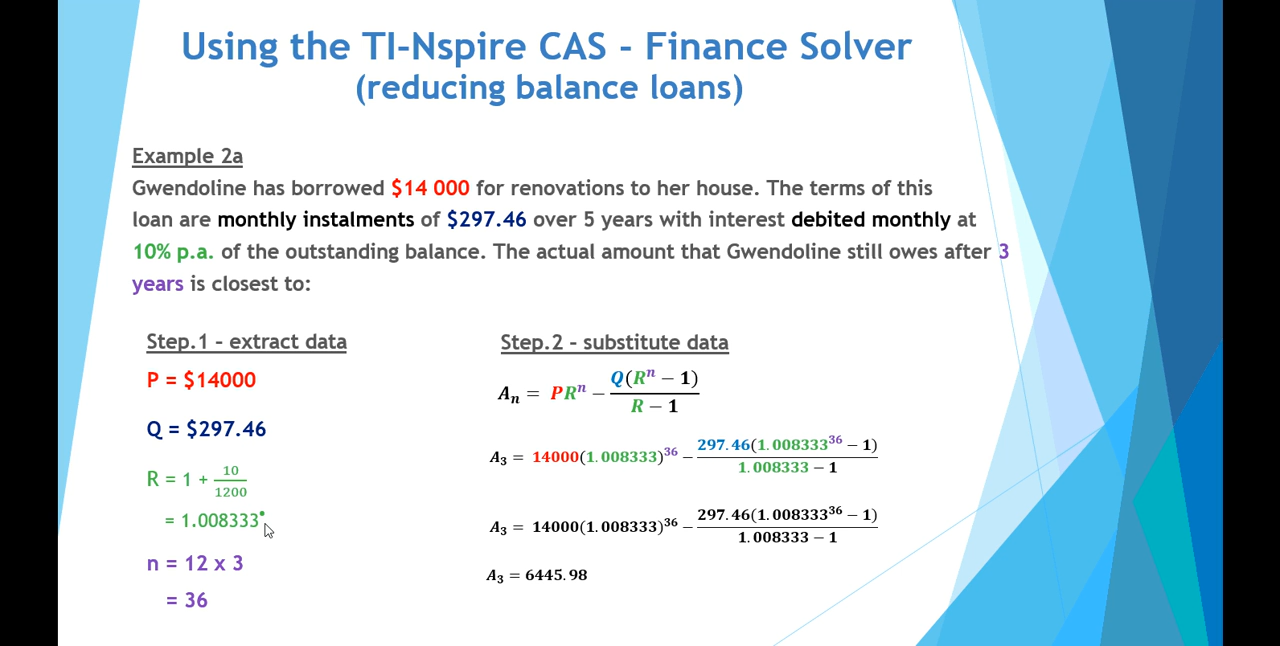 Using the TI-Nspire CAS - Finance Solver
(reducing balance loans)
Example 2a
Gwendoline has borrowed $14 000 for renovations to her house. The terms of this
loan are monthly instalments of $297.46 over 5 years with interest debited monthly at
10% p.a. of the outstanding balance. The actual amount that Gwendoline still owes after 3
years is closest to:
Step.1 – extract data
P = $14000
Q = $297.46
R = 1 + 10/1200
= 1.008333•
n = 12 x 3
= 36
Step.2 – substitute data
Aₙ = PRⁿ − Q(Rⁿ − 1)/(R − 1)
A₃ = 14000(1.008333)³⁶ − 297.46(1.008333³⁶ − 1)/(1.008333 − 1)
A₃ = 14000(1.008333)³⁶ − 297.46(1.008333³⁶ − 1)/(1.008333 − 1)
A₃ = 6445.98